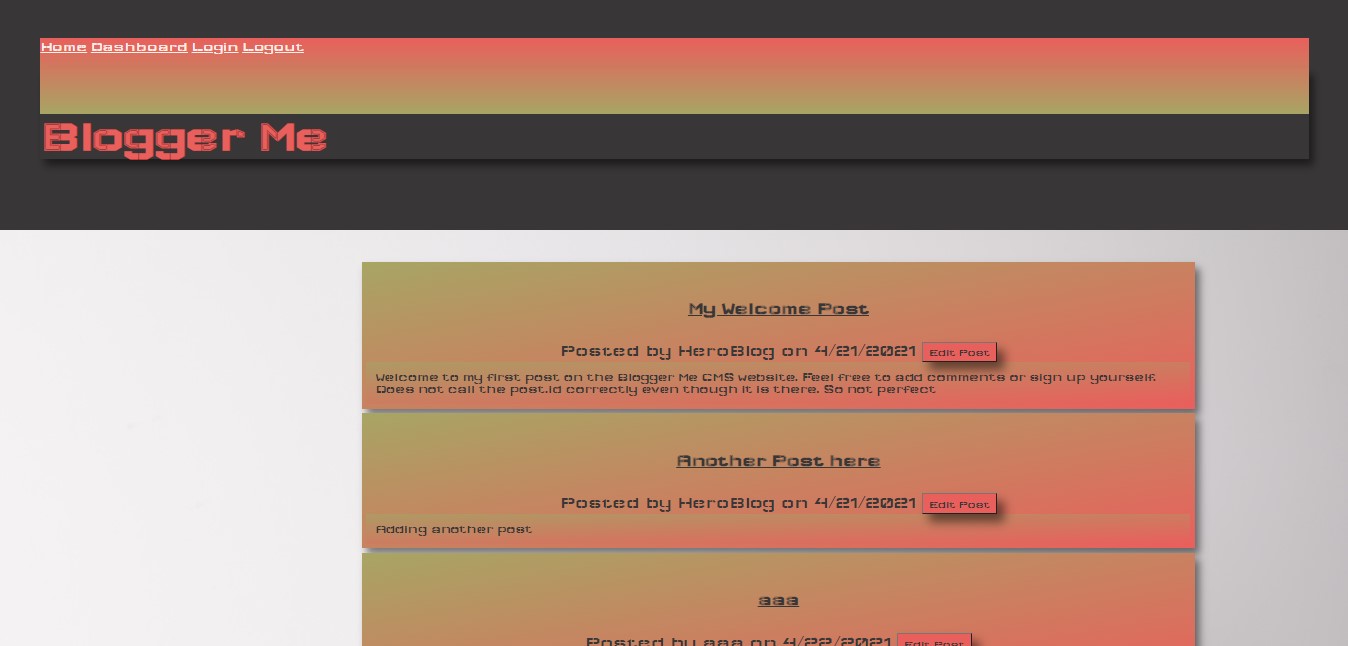 Home Dashboard Login Logout
Blogger Me
My Welcome Post
Posted by HeroBlog on 4/21/2021 Edit Post
Welcome to my first post on the Blogger Me CMS website. Feel free to add comments or sign up yourself.
Does not call the post.id correctly even though it is there. So not perfect
Another Post here
Posted by HeroBlog on 4/21/2021 Edit Post
Adding another post
aaa
Posted by aaa on 4/22/2021 Edit Post